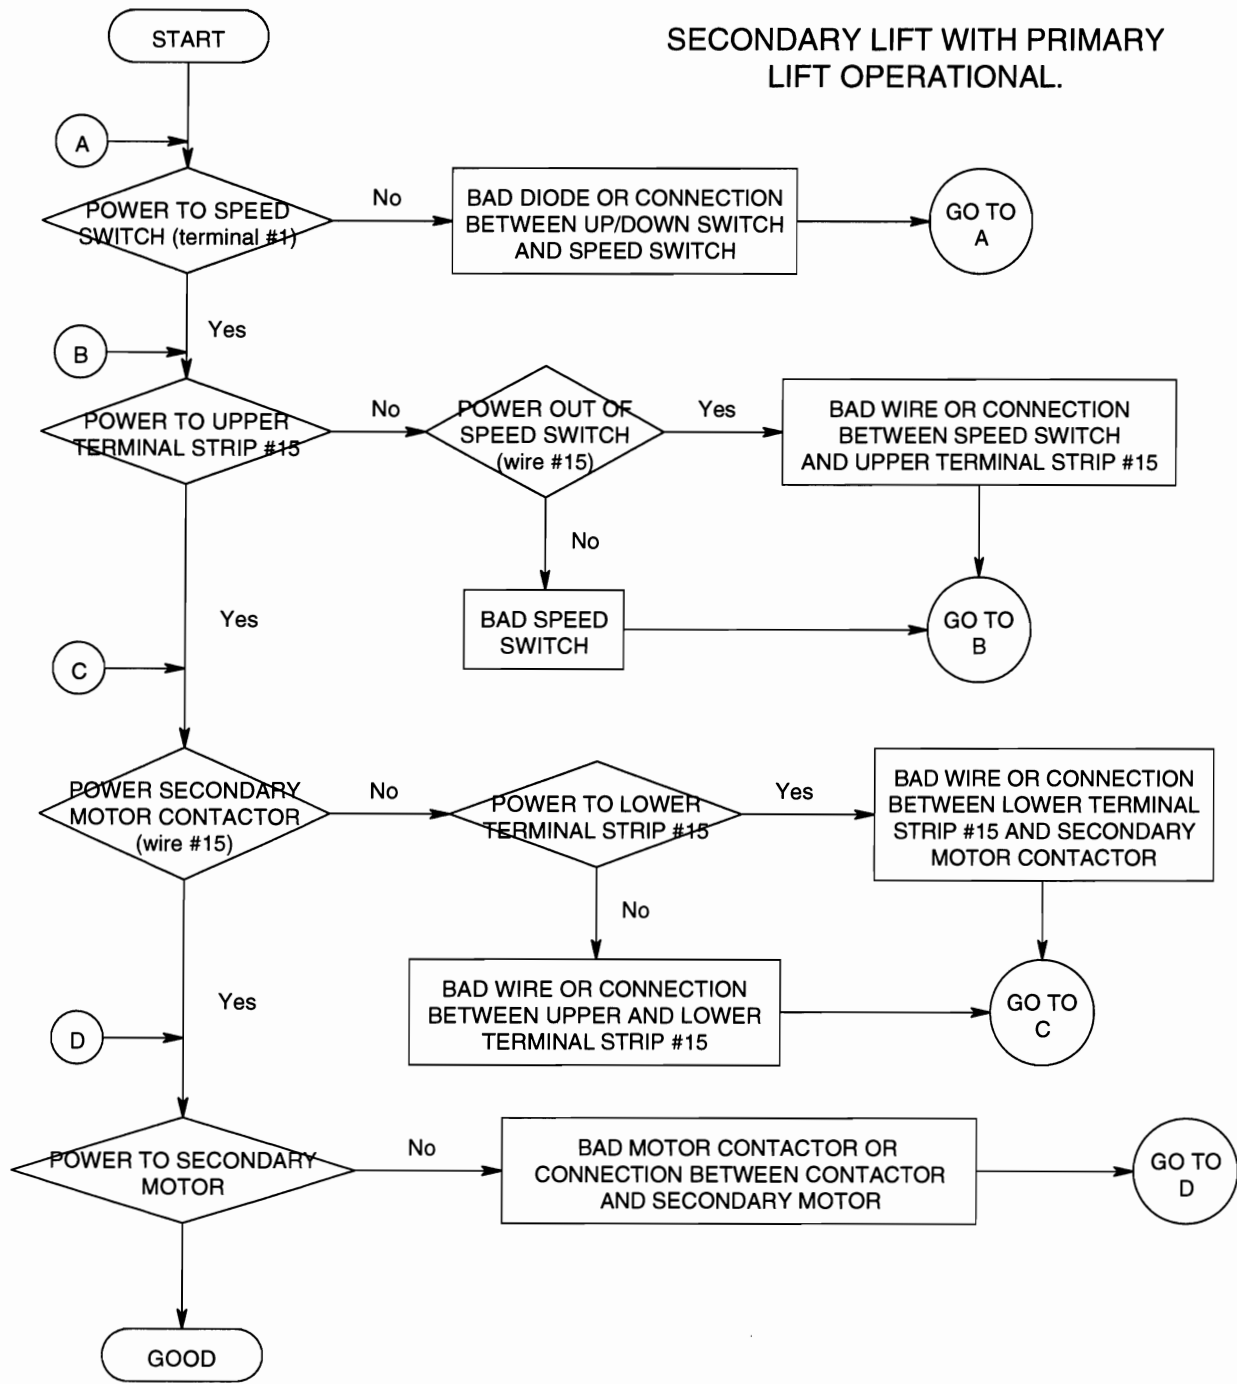 SECONDARY LIFT WITH PRIMARY
LIFT OPERATIONAL.
START
A
POWER TO SPEED
SWITCH (terminal #1)
No
BAD DIODE OR CONNECTION
BETWEEN UP/DOWN SWITCH
AND SPEED SWITCH
GO TO
A
Yes
B
POWER TO UPPER
TERMINAL STRIP #15
No
POWER OUT OF
SPEED SWITCH
(wire #15)
Yes
BAD WIRE OR CONNECTION
BETWEEN SPEED SWITCH
AND UPPER TERMINAL STRIP #15
No
BAD SPEED
SWITCH
GO TO
B
Yes
C
POWER SECONDARY
MOTOR CONTACTOR
(wire #15)
No
POWER TO LOWER
TERMINAL STRIP #15
Yes
BAD WIRE OR CONNECTION
BETWEEN LOWER TERMINAL
STRIP #15 AND SECONDARY
MOTOR CONTACTOR
No
BAD WIRE OR CONNECTION
BETWEEN UPPER AND LOWER
TERMINAL STRIP #15
GO TO
C
Yes
D
POWER TO SECONDARY
MOTOR
No
BAD MOTOR CONTACTOR OR
CONNECTION BETWEEN CONTACTOR
AND SECONDARY MOTOR
GO TO
D
GOOD